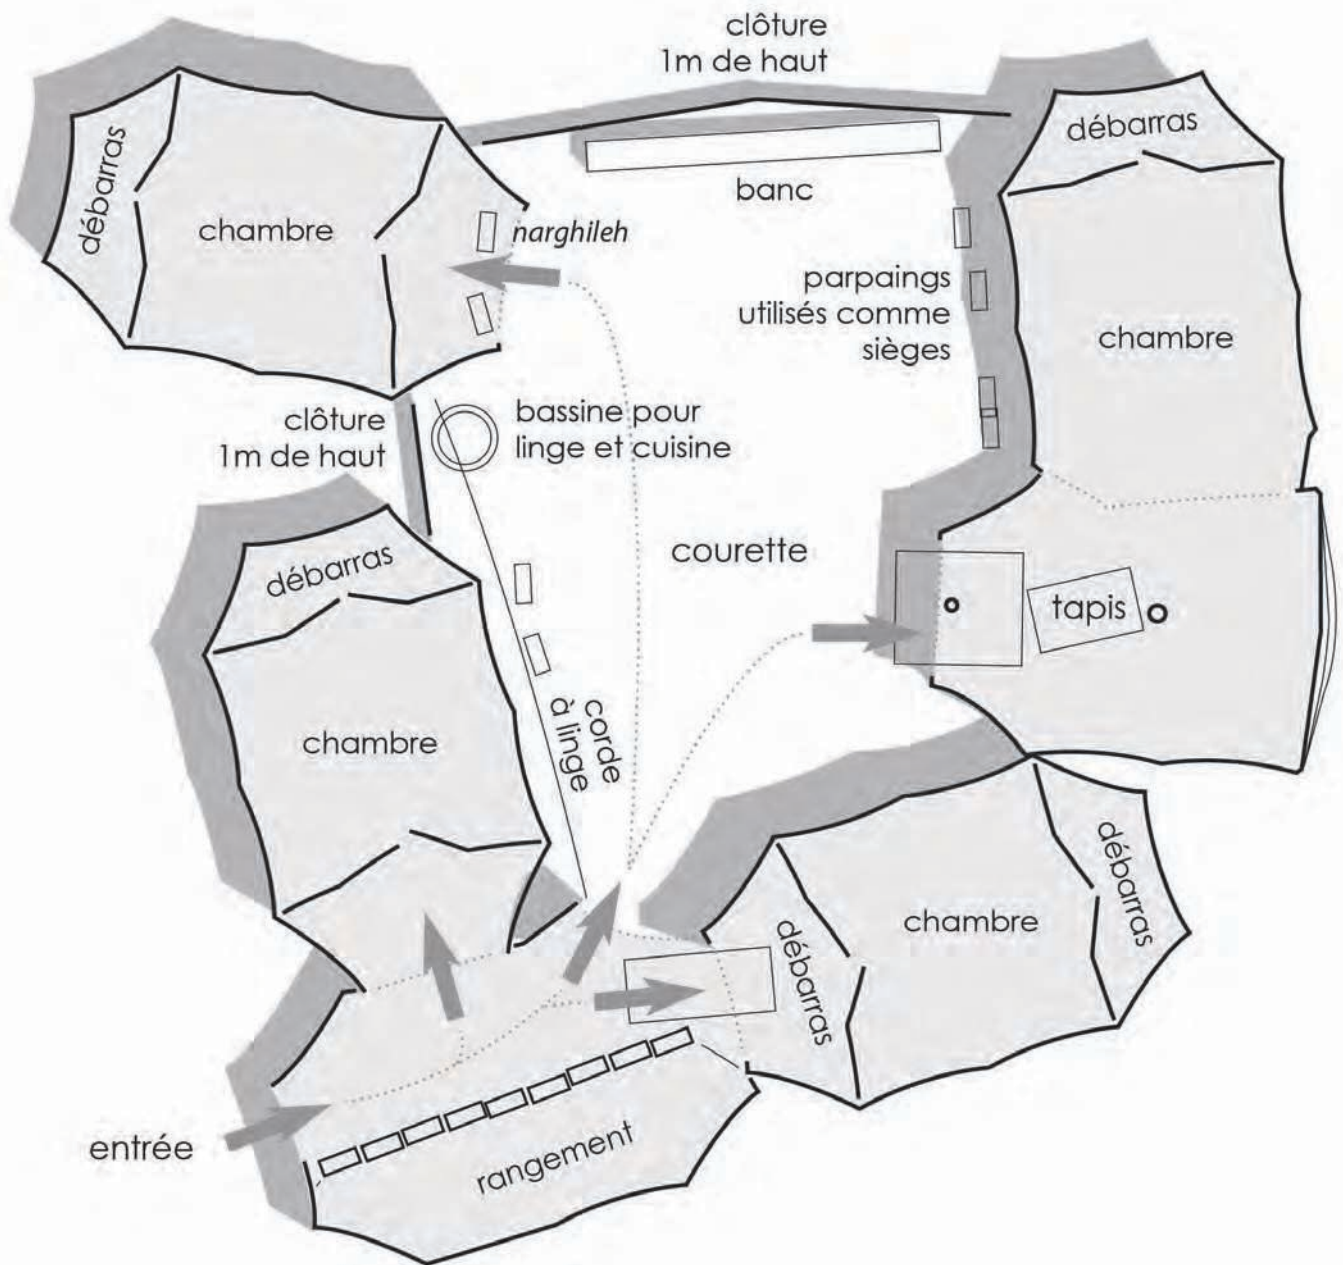 clôture
1m de haut
débarras
débarras
chambre
banc
narghileh
parpaings
utilisés comme
sièges
chambre
clôture
1m de haut
bassine pour
linge et cuisine
débarras
courette
tapis
chambre
corde
à linge
débarras
chambre
débarras
entrée
rangement